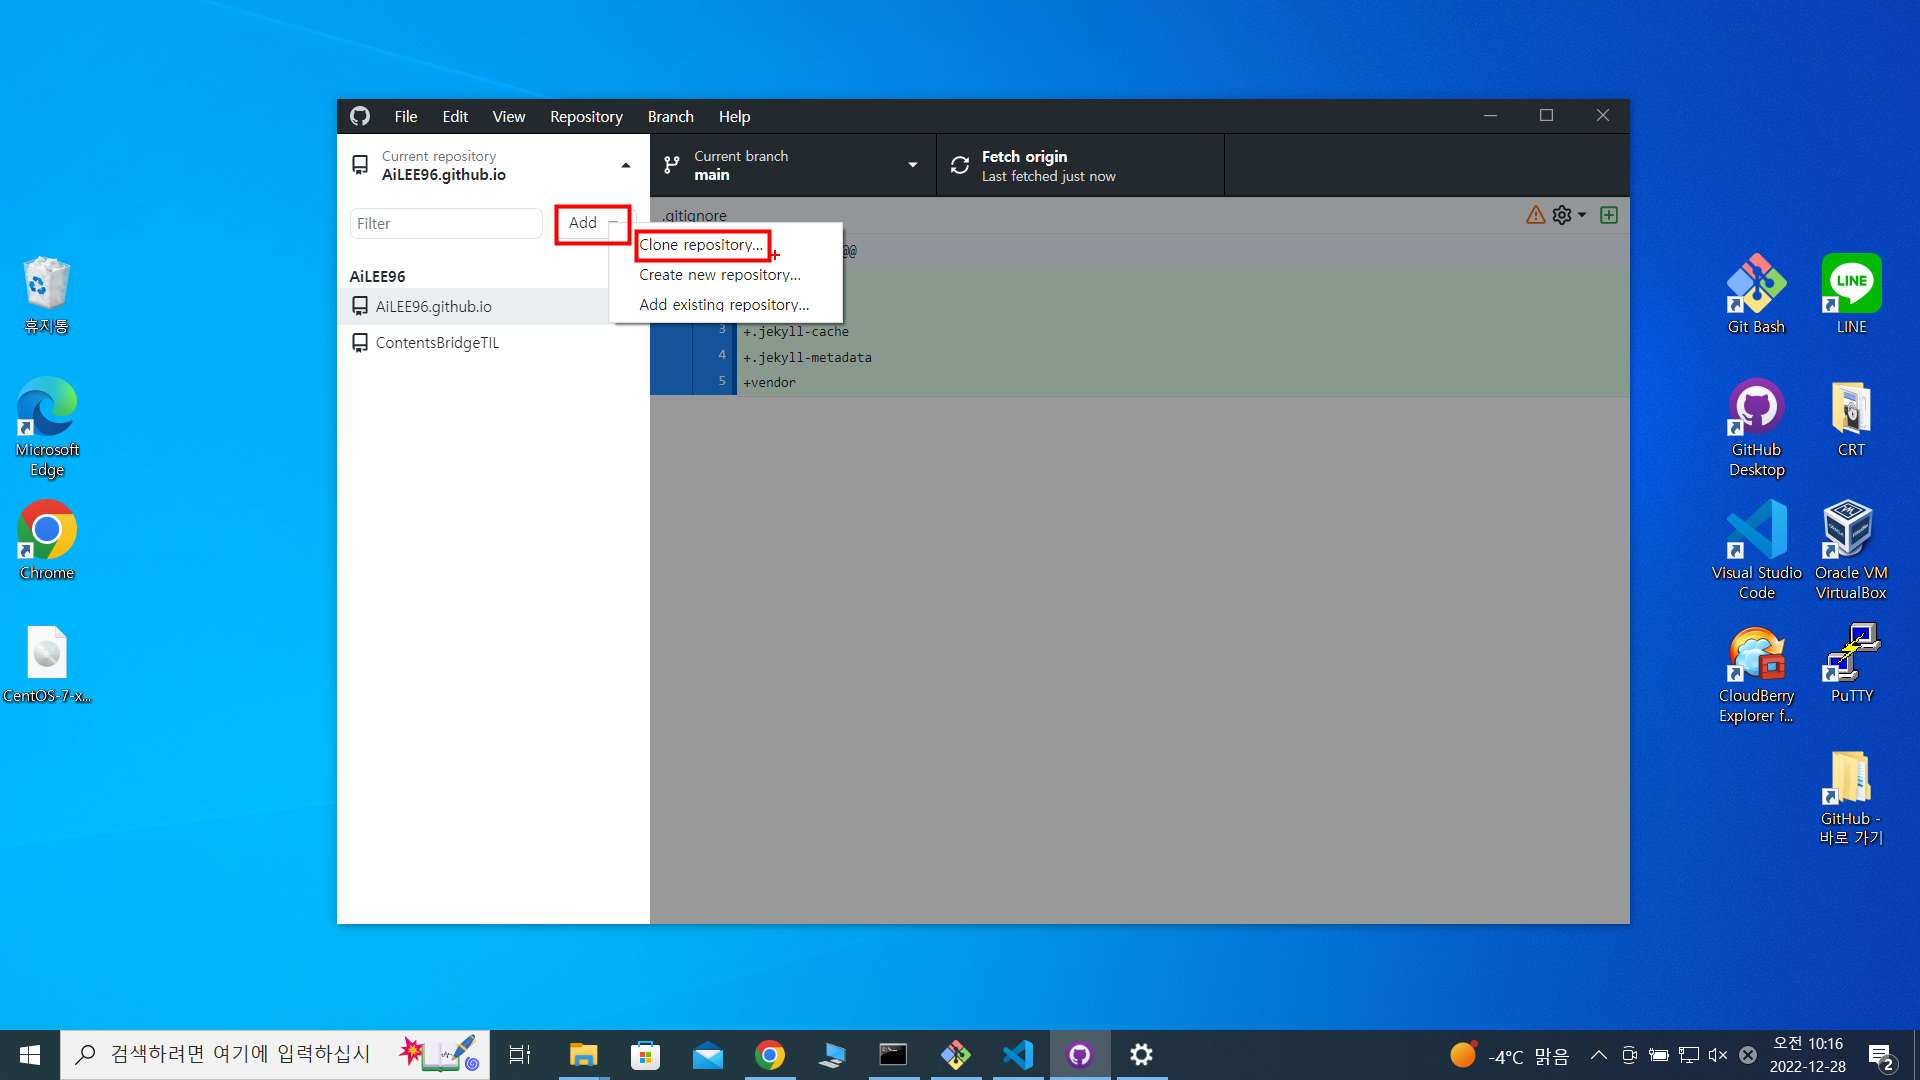 File Edit View Repository Branch Help
Current repository
AiLEE96.github.io
Current branch
main
Fetch origin
Last fetched just now
Filter
Add
.gitignore
Clone repository...
@@
Create new repository...
Add existing repository...
AiLEE96
AiLEE96.github.io
ContentsBridgeTIL
3 +.jekyll-cache
4 +.jekyll-metadata
5 +vendor
휴지통
Microsoft
Edge
Chrome
CentOS-7-x...
Git Bash
LINE
GitHub
Desktop
CRT
Visual Studio
Code
Oracle VM
VirtualBox
CloudBerry
Explorer f...
PuTTY
GitHub -
바로 가기
검색하려면 여기에 입력하십시
-4°C 맑음
오전 10:16
2022-12-28
2